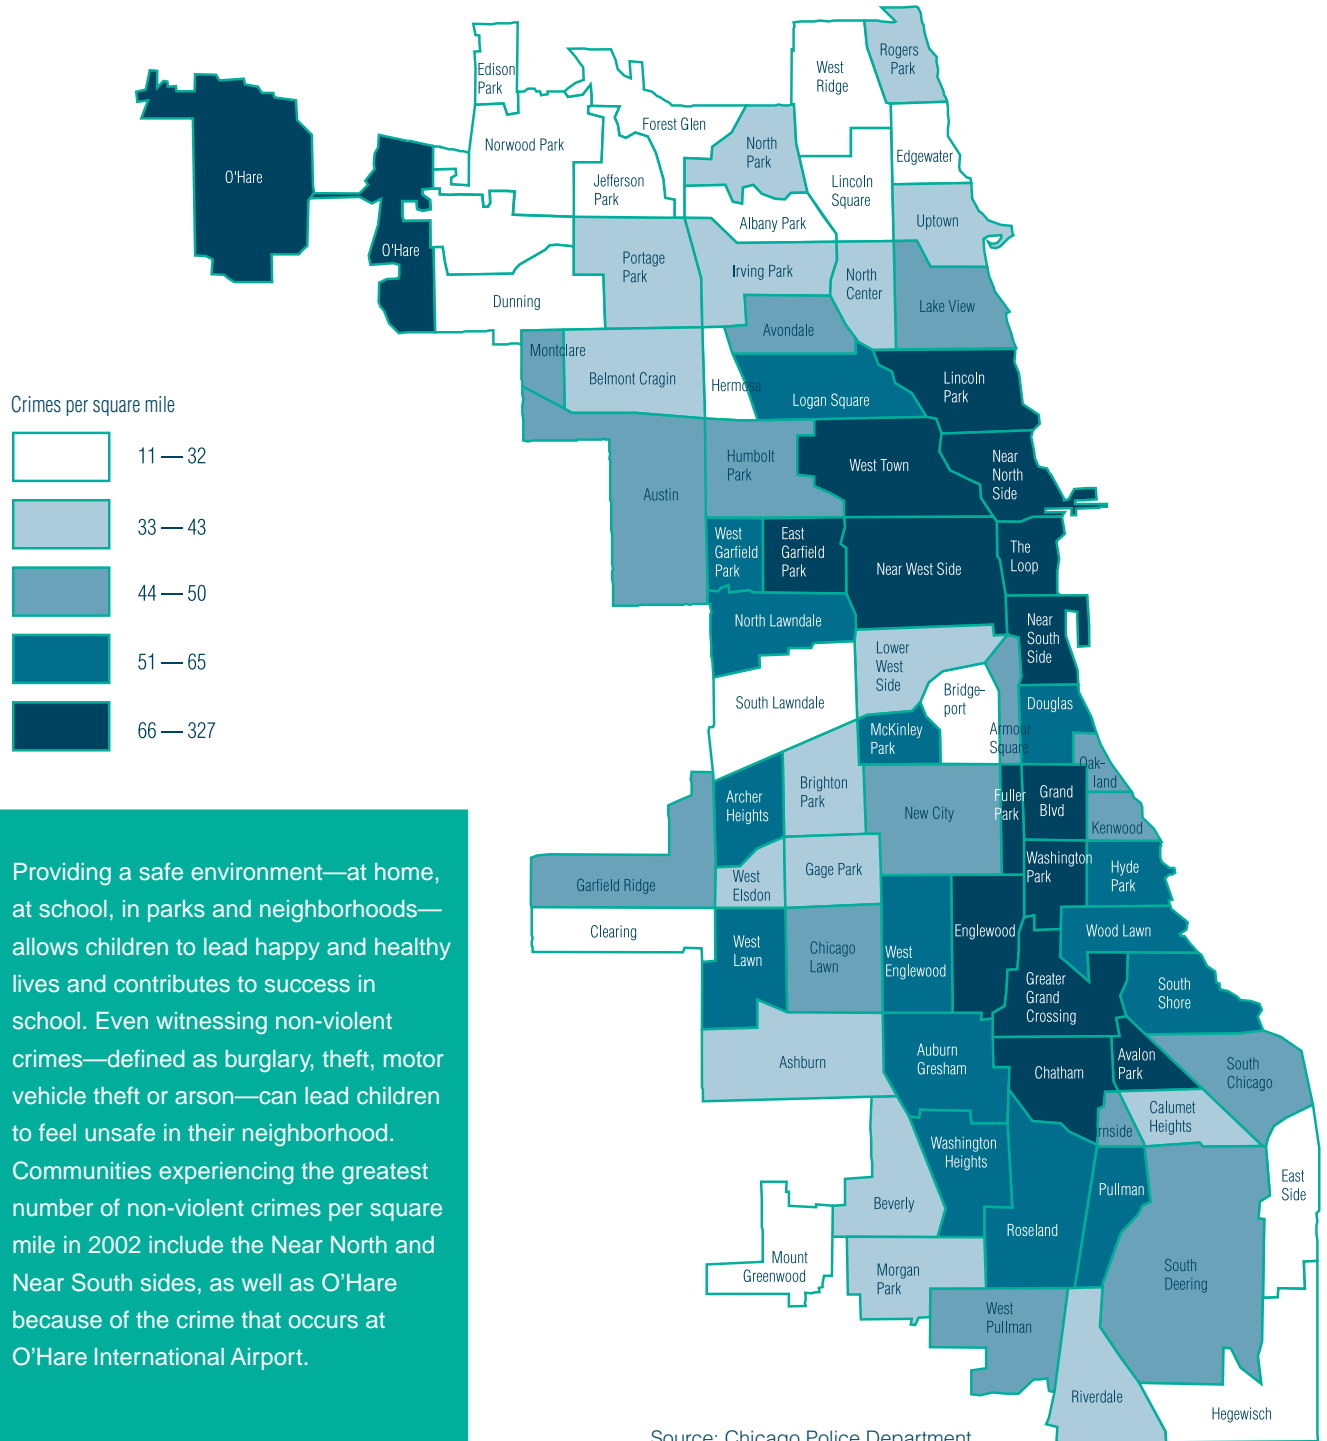 Edison
Park
West
Ridge
Rogers
Park
Norwood Park
Forest Glen
North
Park
Edgewater
O'Hare
Jefferson
Park
Lincoln
Square
Albany Park
Uptown
O'Hare
Portage
Park
Irving Park
North
Center
Dunning
Lake View
Avondale
Montclare
Belmont Cragin
Hermosa
Logan Square
Lincoln
Park
Crimes per square mile
11 — 32
33 — 43
44 — 50
51 — 65
66 — 327
Humbolt
Park
West Town
Near
North
Side
Austin
West
Garfield
Park
East
Garfield
Park
Near West Side
The
Loop
North Lawndale
Near
South
Side
Lower
West
Side
South Lawndale
Bridge–
port
Douglas
McKinley
Park
Armour
Square
Oak–
land
Archer
Heights
Brighton
Park
New City
Fuller
Park
Grand
Blvd
Kenwood
Garfield Ridge
West
Elsdon
Gage Park
Washington
Park
Hyde
Park
Clearing
West
Lawn
Chicago
Lawn
West
Englewood
Englewood
Wood Lawn
Greater
Grand
Crossing
South
Shore
Ashburn
Auburn
Gresham
Chatham
Avalon
Park
South
Chicago
Calumet
Heights
rnside
Washington
Heights
Beverly
Pullman
East
Side
Roseland
Mount
Greenwood
Morgan
Park
South
Deering
West
Pullman
Riverdale
Hegewisch
Providing a safe environment—at home,
at school, in parks and neighborhoods—
allows children to lead happy and healthy
lives and contributes to success in
school. Even witnessing non-violent
crimes—defined as burglary, theft, motor
vehicle theft or arson—can lead children
to feel unsafe in their neighborhood.
Communities experiencing the greatest
number of non-violent crimes per square
mile in 2002 include the Near North and
Near South sides, as well as O'Hare
because of the crime that occurs at
O'Hare International Airport.
Source: Chicago Police Department